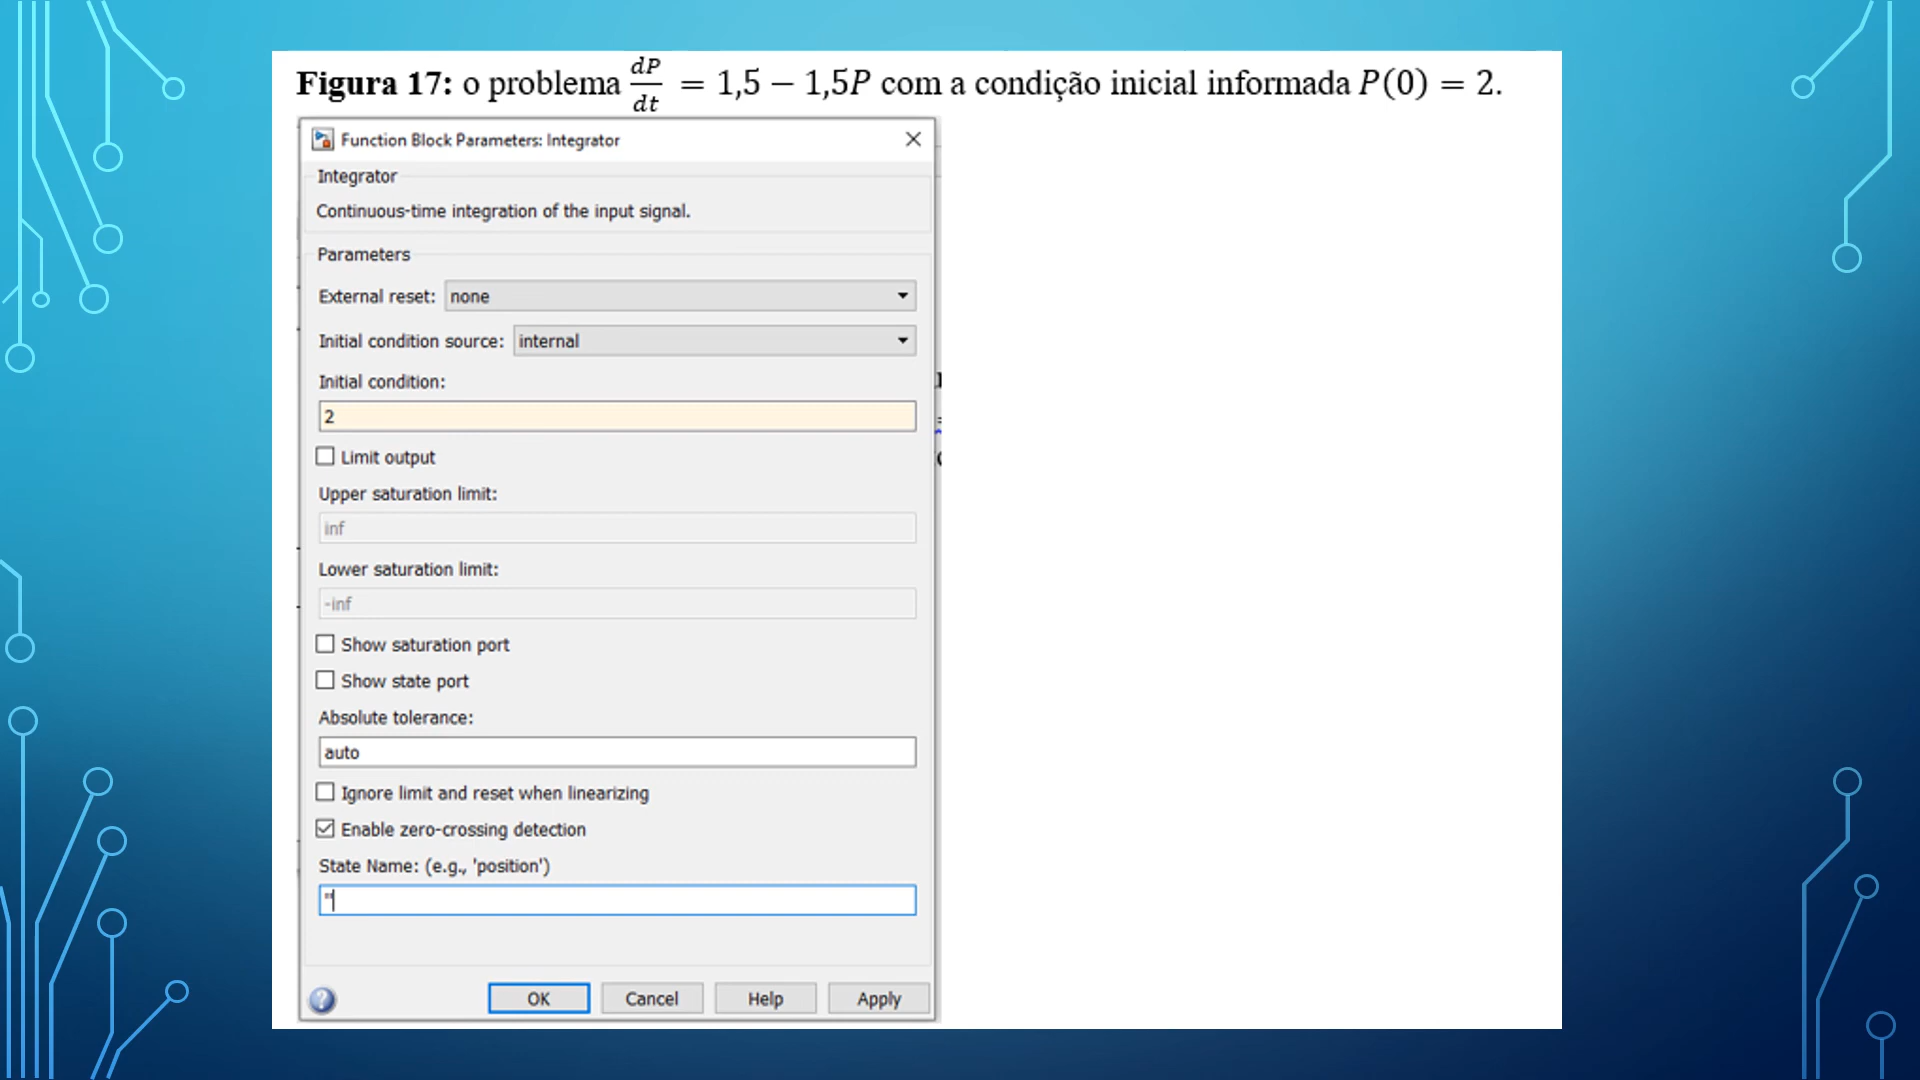 Figura 17: o problema dP/dt = 1,5 − 1,5P com a condição inicial informada P(0) = 2.
Function Block Parameters: Integrator
Integrator
Continuous-time integration of the input signal.
Parameters
External reset: none
Initial condition source: internal
Initial condition:
2
Limit output
Upper saturation limit:
inf
Lower saturation limit:
-inf
Show saturation port
Show state port
Absolute tolerance:
auto
Ignore limit and reset when linearizing
Enable zero-crossing detection
State Name: (e.g., 'position')
''
OK Cancel Help Apply